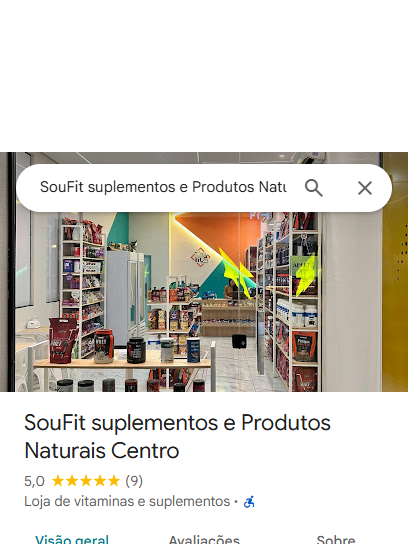 SouFit suplementos e Produtos Natu
SouFit suplementos e Produtos
Naturais Centro
5,0 (9)
Loja de vitaminas e suplementos ·
Visão geral
Avaliações
Sobre